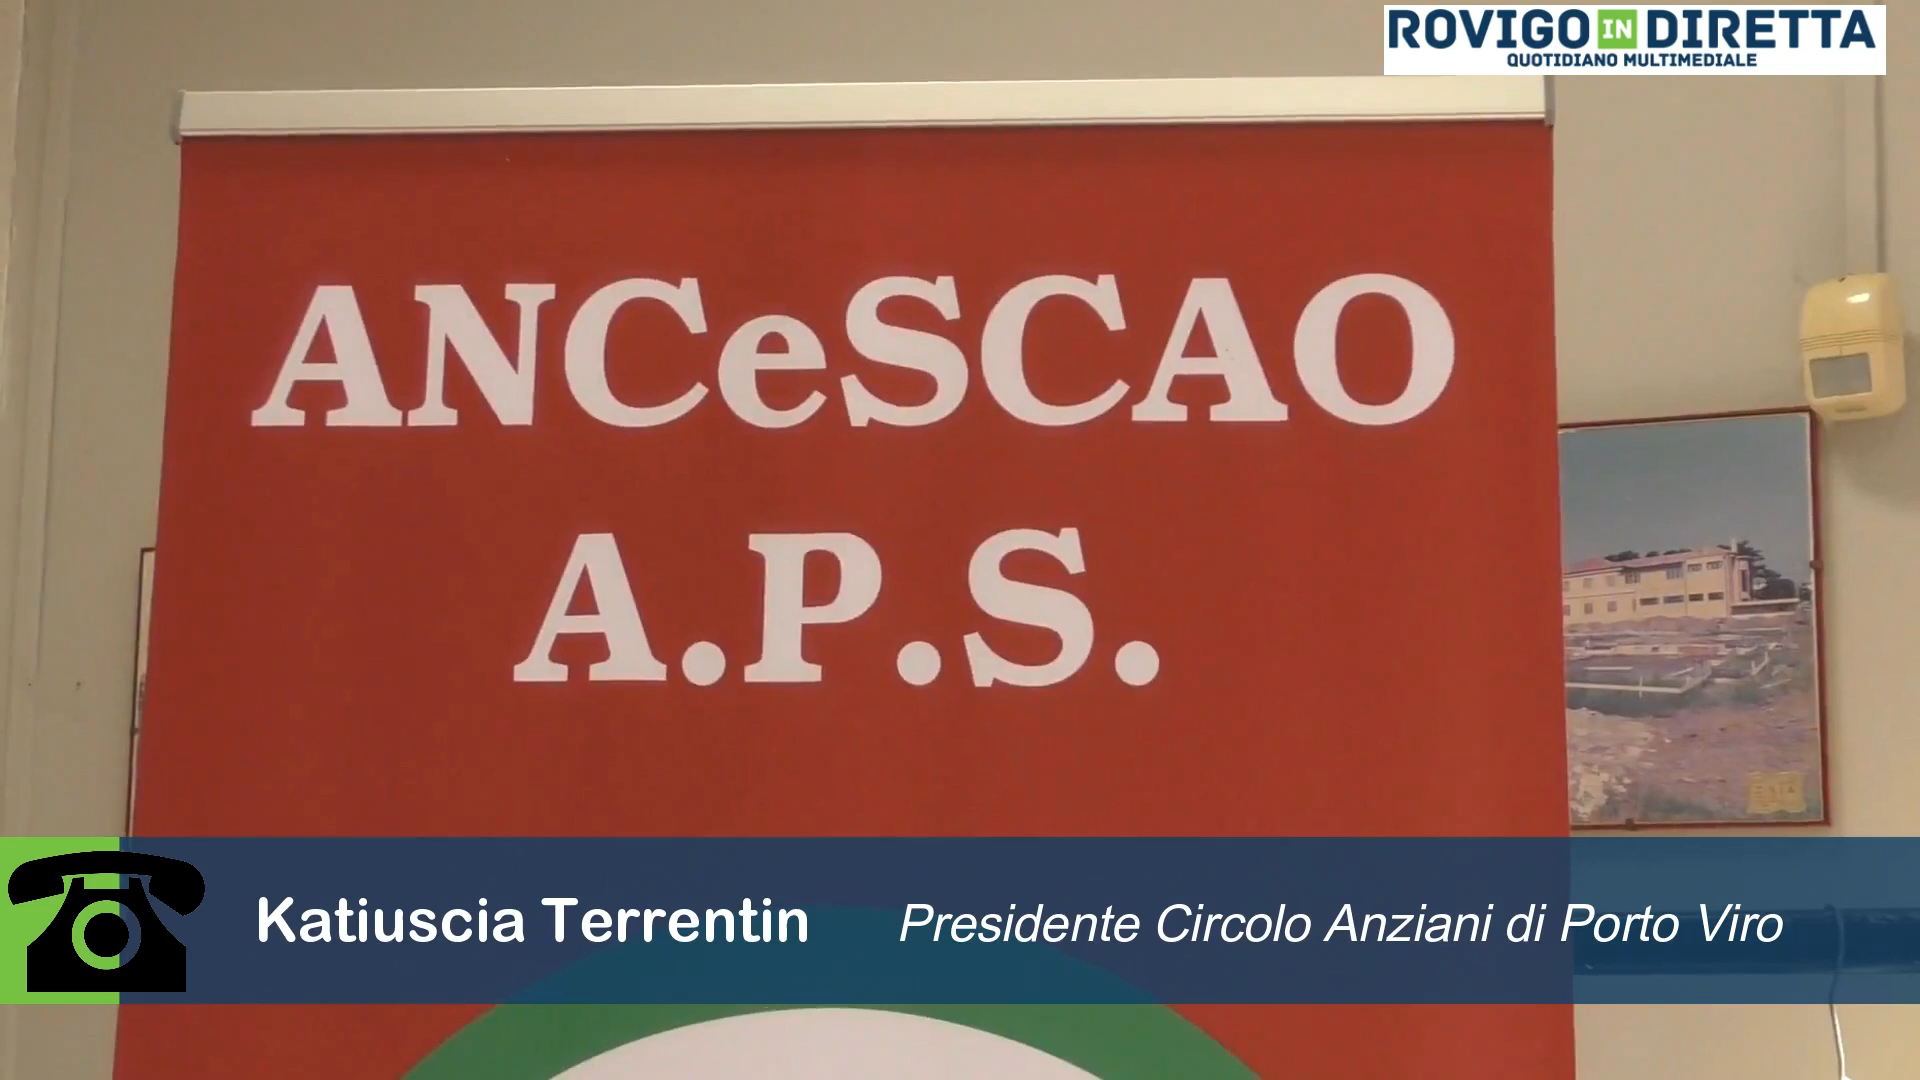 ROVIGO IN DIRETTA
QUOTIDIANO MULTIMEDIALE
ANCeSCAO
A.P.S.
Katiuscia Terrentin Presidente Circolo Anziani di Porto Viro